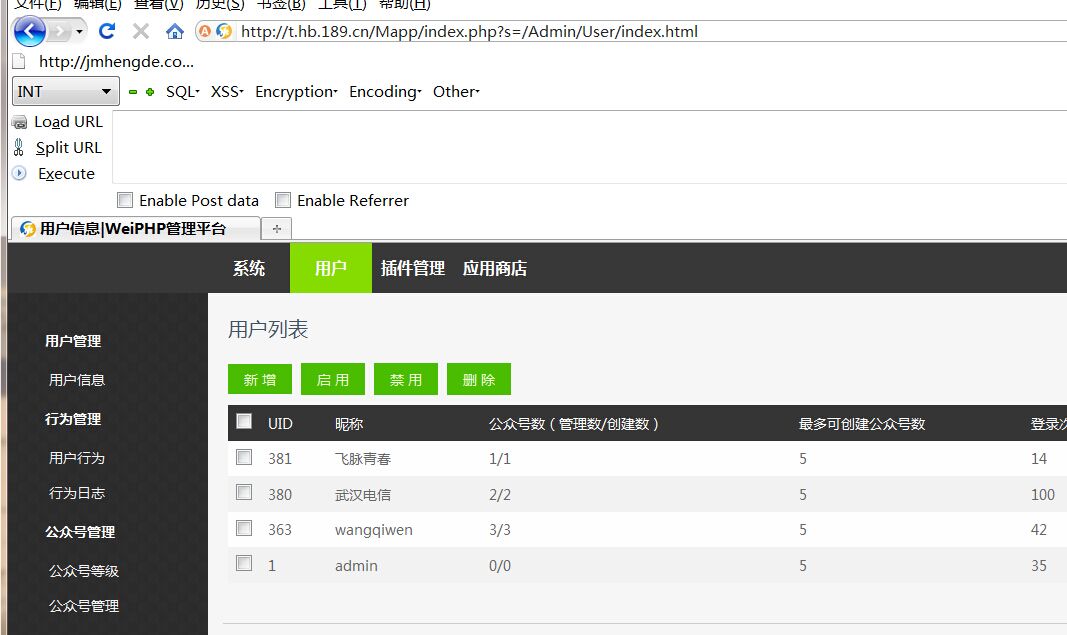 文件(F) 编辑(E) 查看(V) 历史(S) 书签(B) 工具(T) 帮助(H)
http://t.hb.189.cn/Mapp/index.php?s=/Admin/User/index.html
http://jmhengde.co...
INT SQL XSS Encryption Encoding Other
Load URL
Split URL
Execute
Enable Post data Enable Referrer
用户信息|WeiPHP管理平台 +
系统 用户 插件管理 应用商店
用户管理
用户信息
行为管理
用户行为
行为日志
公众号管理
公众号等级
公众号管理
用户列表
新 增 启 用 禁 用 删 除
UID 昵称 公众号数（管理数/创建数） 最多可创建公众号数 登录
381 飞脉青春 1/1 5 14
380 武汉电信 2/2 5 100
363 wangqiwen 3/3 5 42
1 admin 0/0 5 35